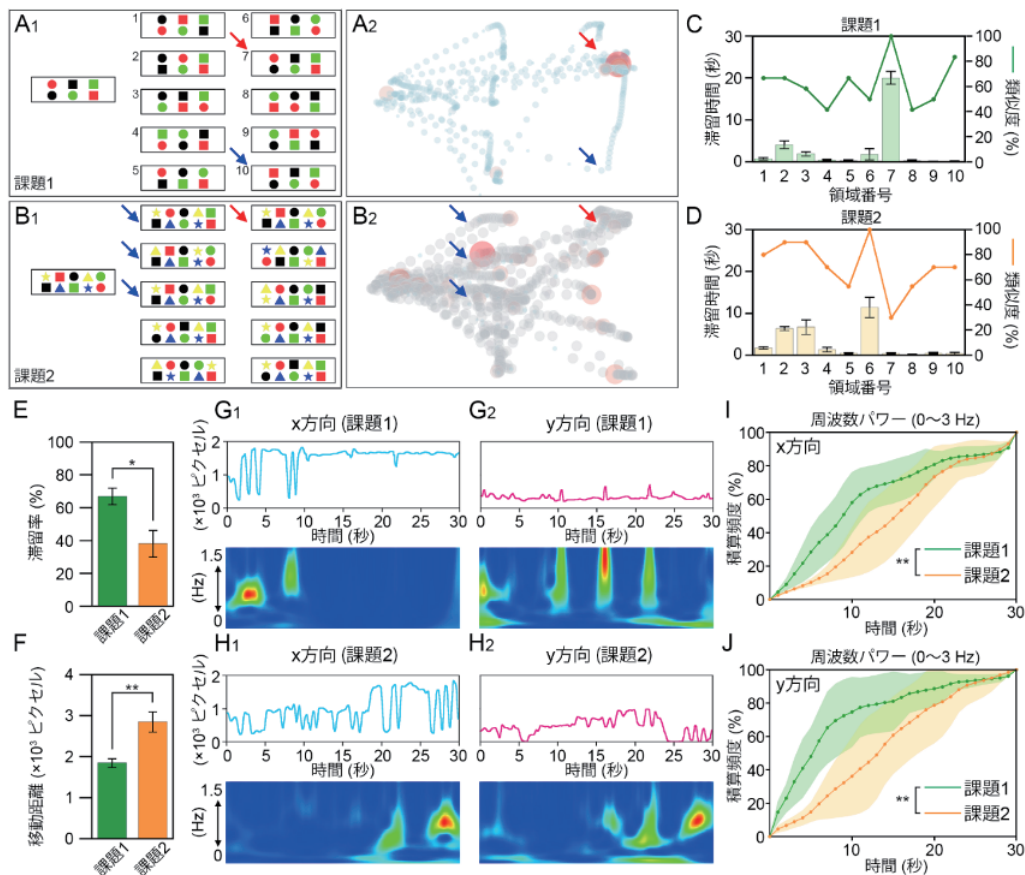 A1
1
2
3
4
5
6
7
8
9
10
課題1
A2
C
課題1
滞留時間 (秒)
30
20
10
0
100
80
60
40
20
0
類似度 (%)
1 2 3 4 5 6 7 8 9 10
領域番号
B1
課題2
B2
D
課題2
滞留時間 (秒)
30
20
10
0
100
80
60
40
20
0
類似度 (%)
1 2 3 4 5 6 7 8 9 10
領域番号
E
滞留率 (%)
100
80
60
40
20
0
*
課題1
課題2
G1
x方向 (課題1)
(×10³ ピクセル)
2
1
0
0 5 10 15 20 25 30
時間 (秒)
1.5
(Hz)
0
G2
y方向 (課題1)
0 5 10 15 20 25 30
時間 (秒)
I
周波数パワー (0～3 Hz)
x方向
積算頻度 (%)
100
80
60
40
20
0
**
課題1
課題2
10 20 30
時間 (秒)
F
移動距離 (×10³ ピクセル)
4
3
2
1
0
**
課題1
課題2
H1
x方向 (課題2)
(×10³ ピクセル)
2
1
0
0 5 10 15 20 25 30
時間 (秒)
1.5
(Hz)
0
H2
y方向 (課題2)
0 5 10 15 20 25 30
時間 (秒)
J
周波数パワー (0～3 Hz)
y方向
積算頻度 (%)
100
80
60
40
20
0
**
課題1
課題2
10 20 30
時間 (秒)